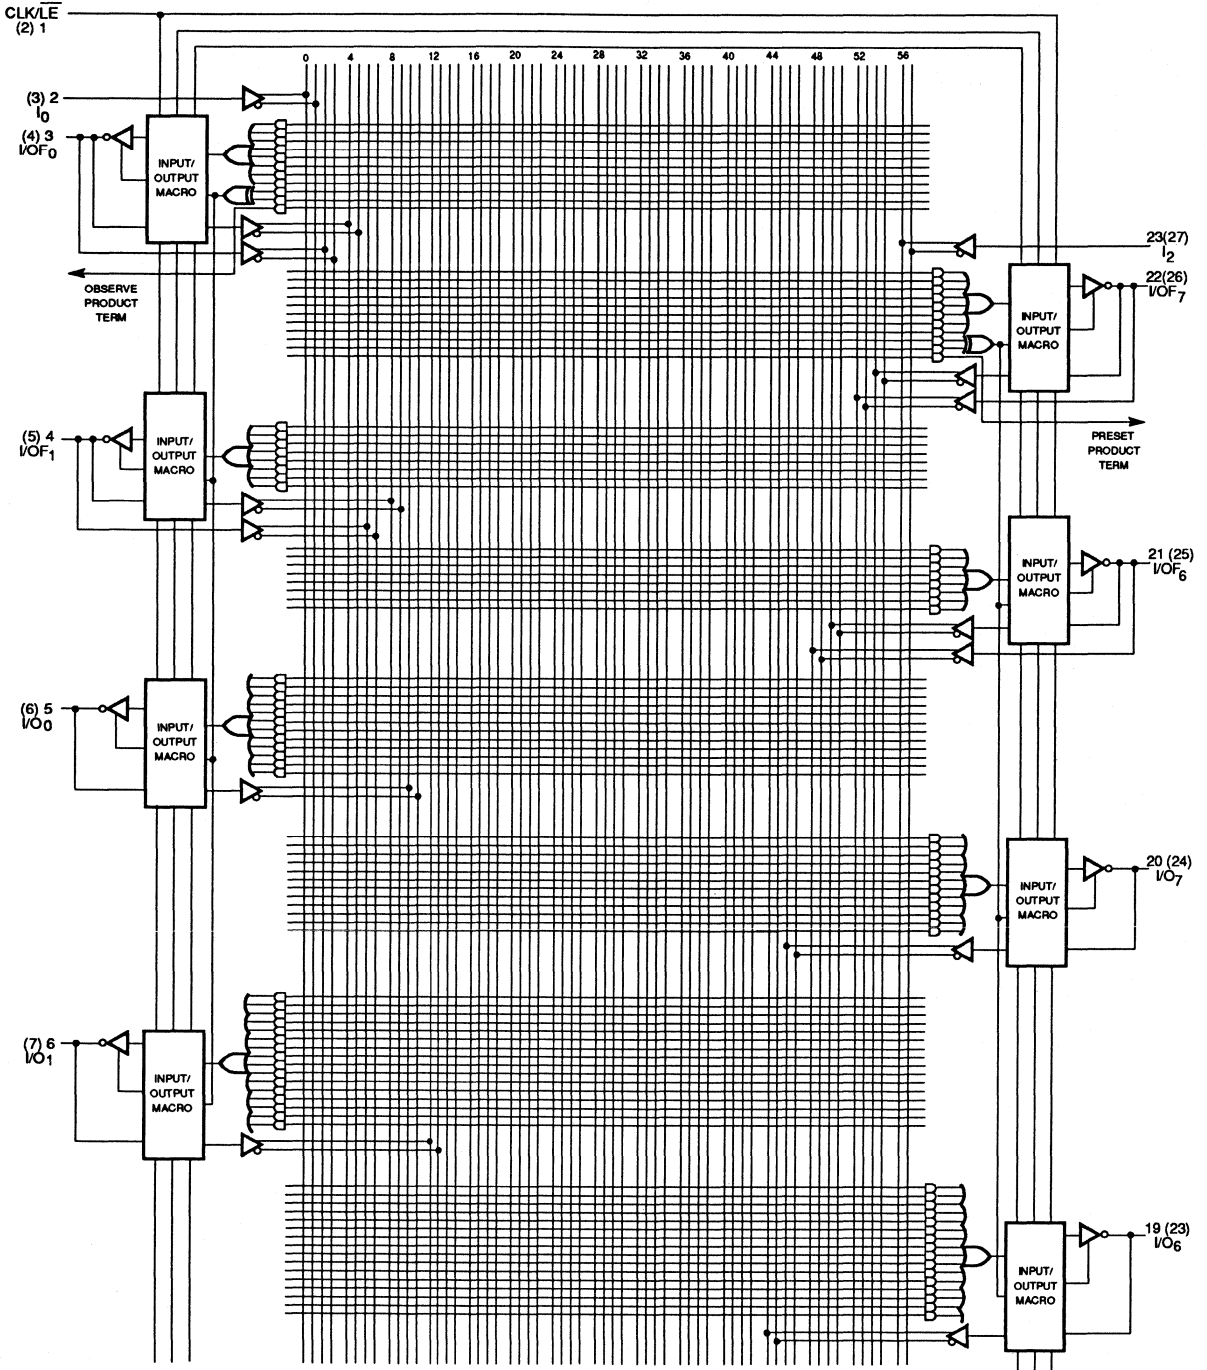 CLK/LE
(2) 1
0 4 8 12 16 20 24 28 32 36 40 44 48 52 56
(3) 2
I0
(4) 3
I/OF0
INPUT/
OUTPUT
MACRO
23(27)
I2
OBSERVE
PRODUCT
TERM
22(26)
I/OF7
INPUT/
OUTPUT
MACRO
(5) 4
I/OF1
INPUT/
OUTPUT
MACRO
PRESET
PRODUCT
TERM
21 (25)
I/OF6
INPUT/
OUTPUT
MACRO
(6) 5
I/O0
INPUT/
OUTPUT
MACRO
20 (24)
I/O7
INPUT/
OUTPUT
MACRO
(7) 6
I/O1
INPUT/
OUTPUT
MACRO
19 (23)
I/O6
INPUT/
OUTPUT
MACRO